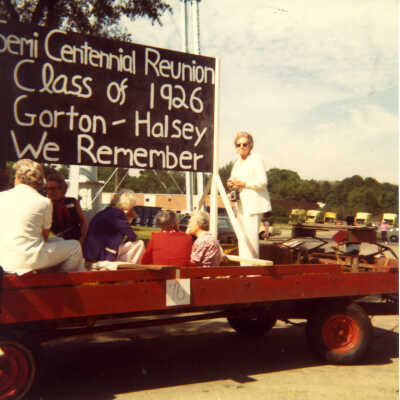 Semi Centennial Reunion
Class of 1926
Gorton - Halsey
We Remember